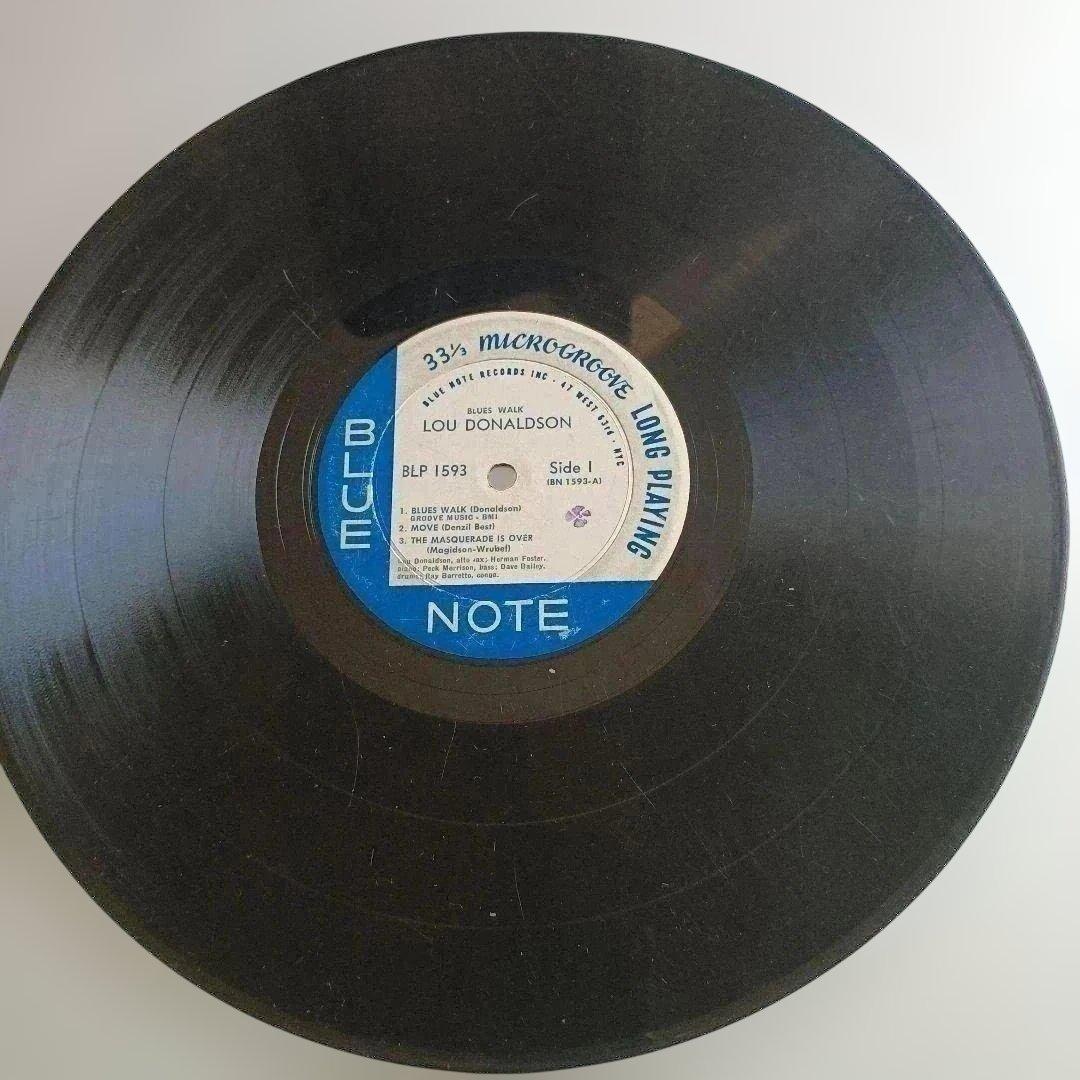 33⅓ MICROGROOVE LONG PLAYING
BLUE NOTE RECORDS INC · 47 WEST 63rd · NYC
BLUES WALK
LOU DONALDSON
BLP 1593
Side 1
(BN 1593-A)
1. BLUES WALK (Donaldson)
GROOVE MUSIC - BMI
2. MOVE (Denzil Best)
3. THE MASQUERADE IS OVER
(Magidson-Wrubel)
Lou Donaldson, alto sax; Herman Foster,
piano; Peck Morrison, bass; Dave Bailey,
drums; Ray Barretto, conga.
BLUE
NOTE